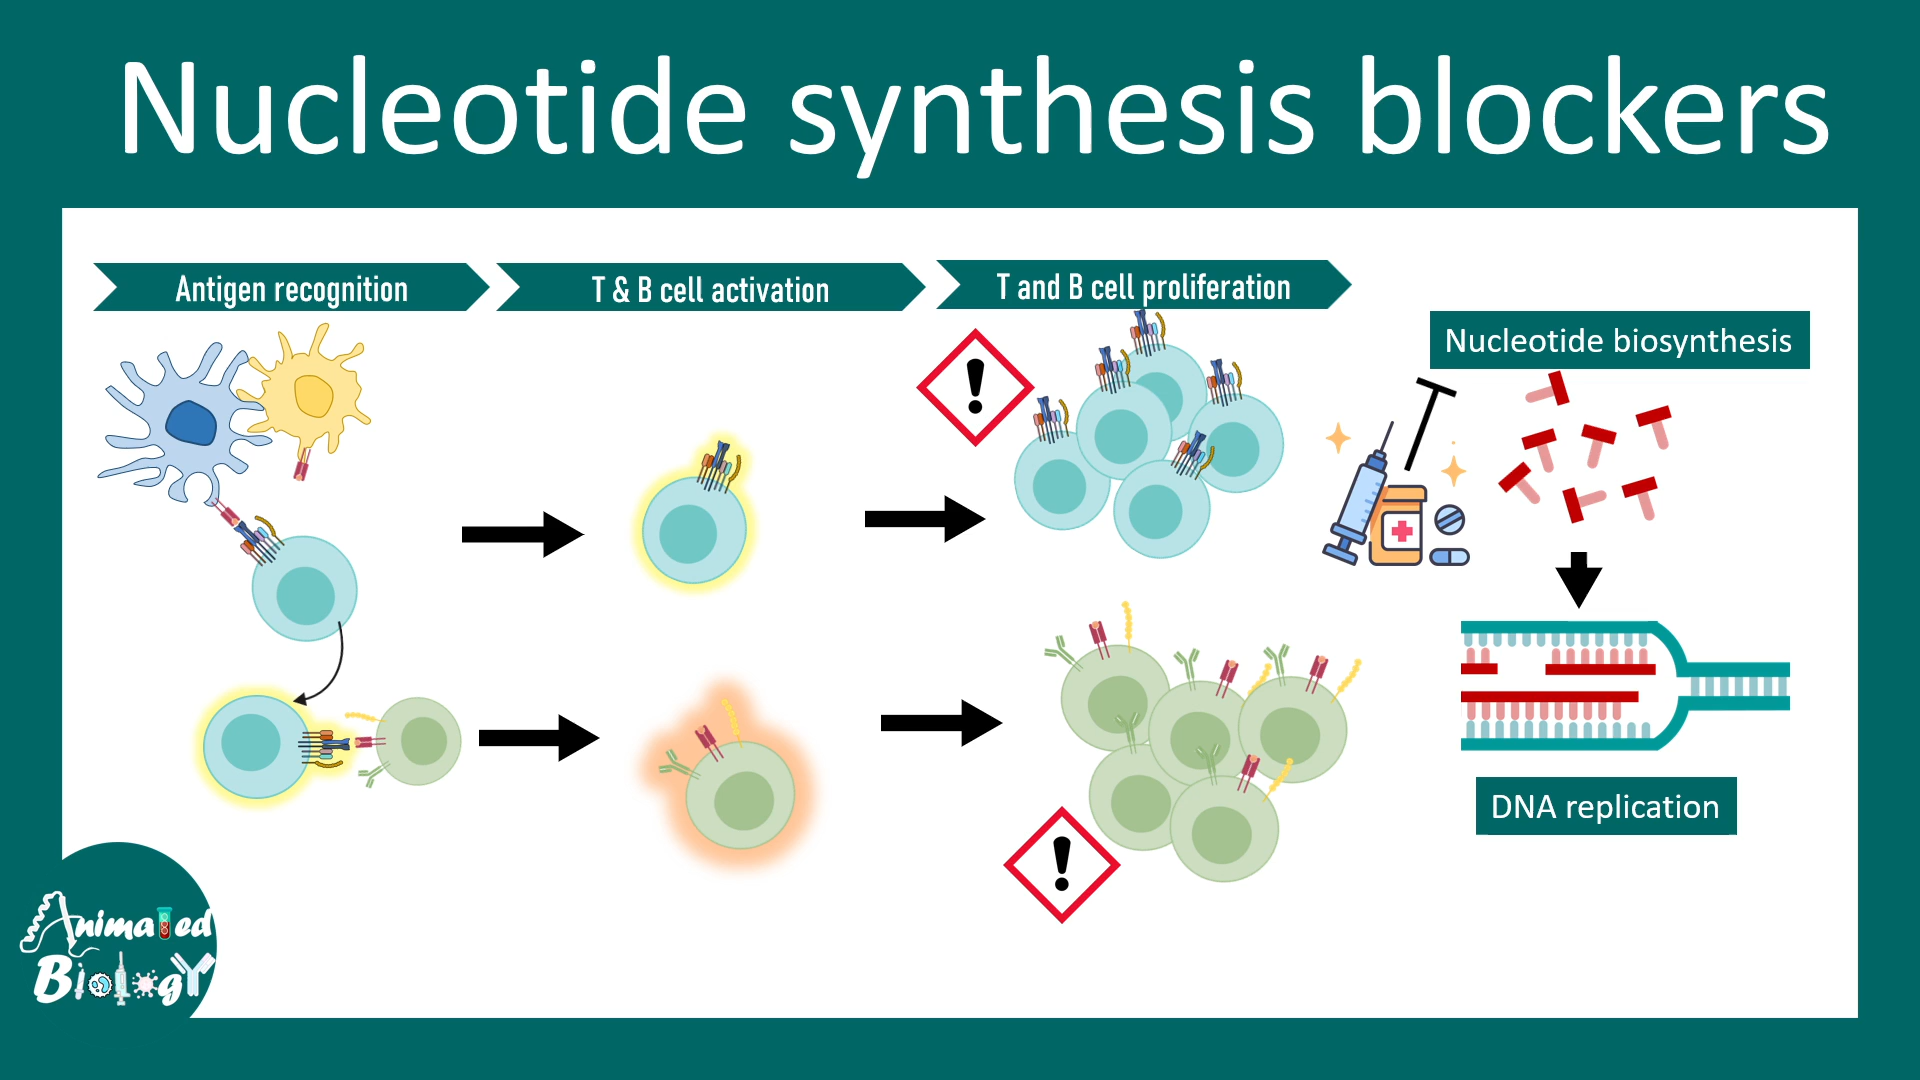 Nucleotide synthesis blockers
Antigen recognition
T & B cell activation
T and B cell proliferation
Nucleotide biosynthesis
DNA replication
Animated
Biology